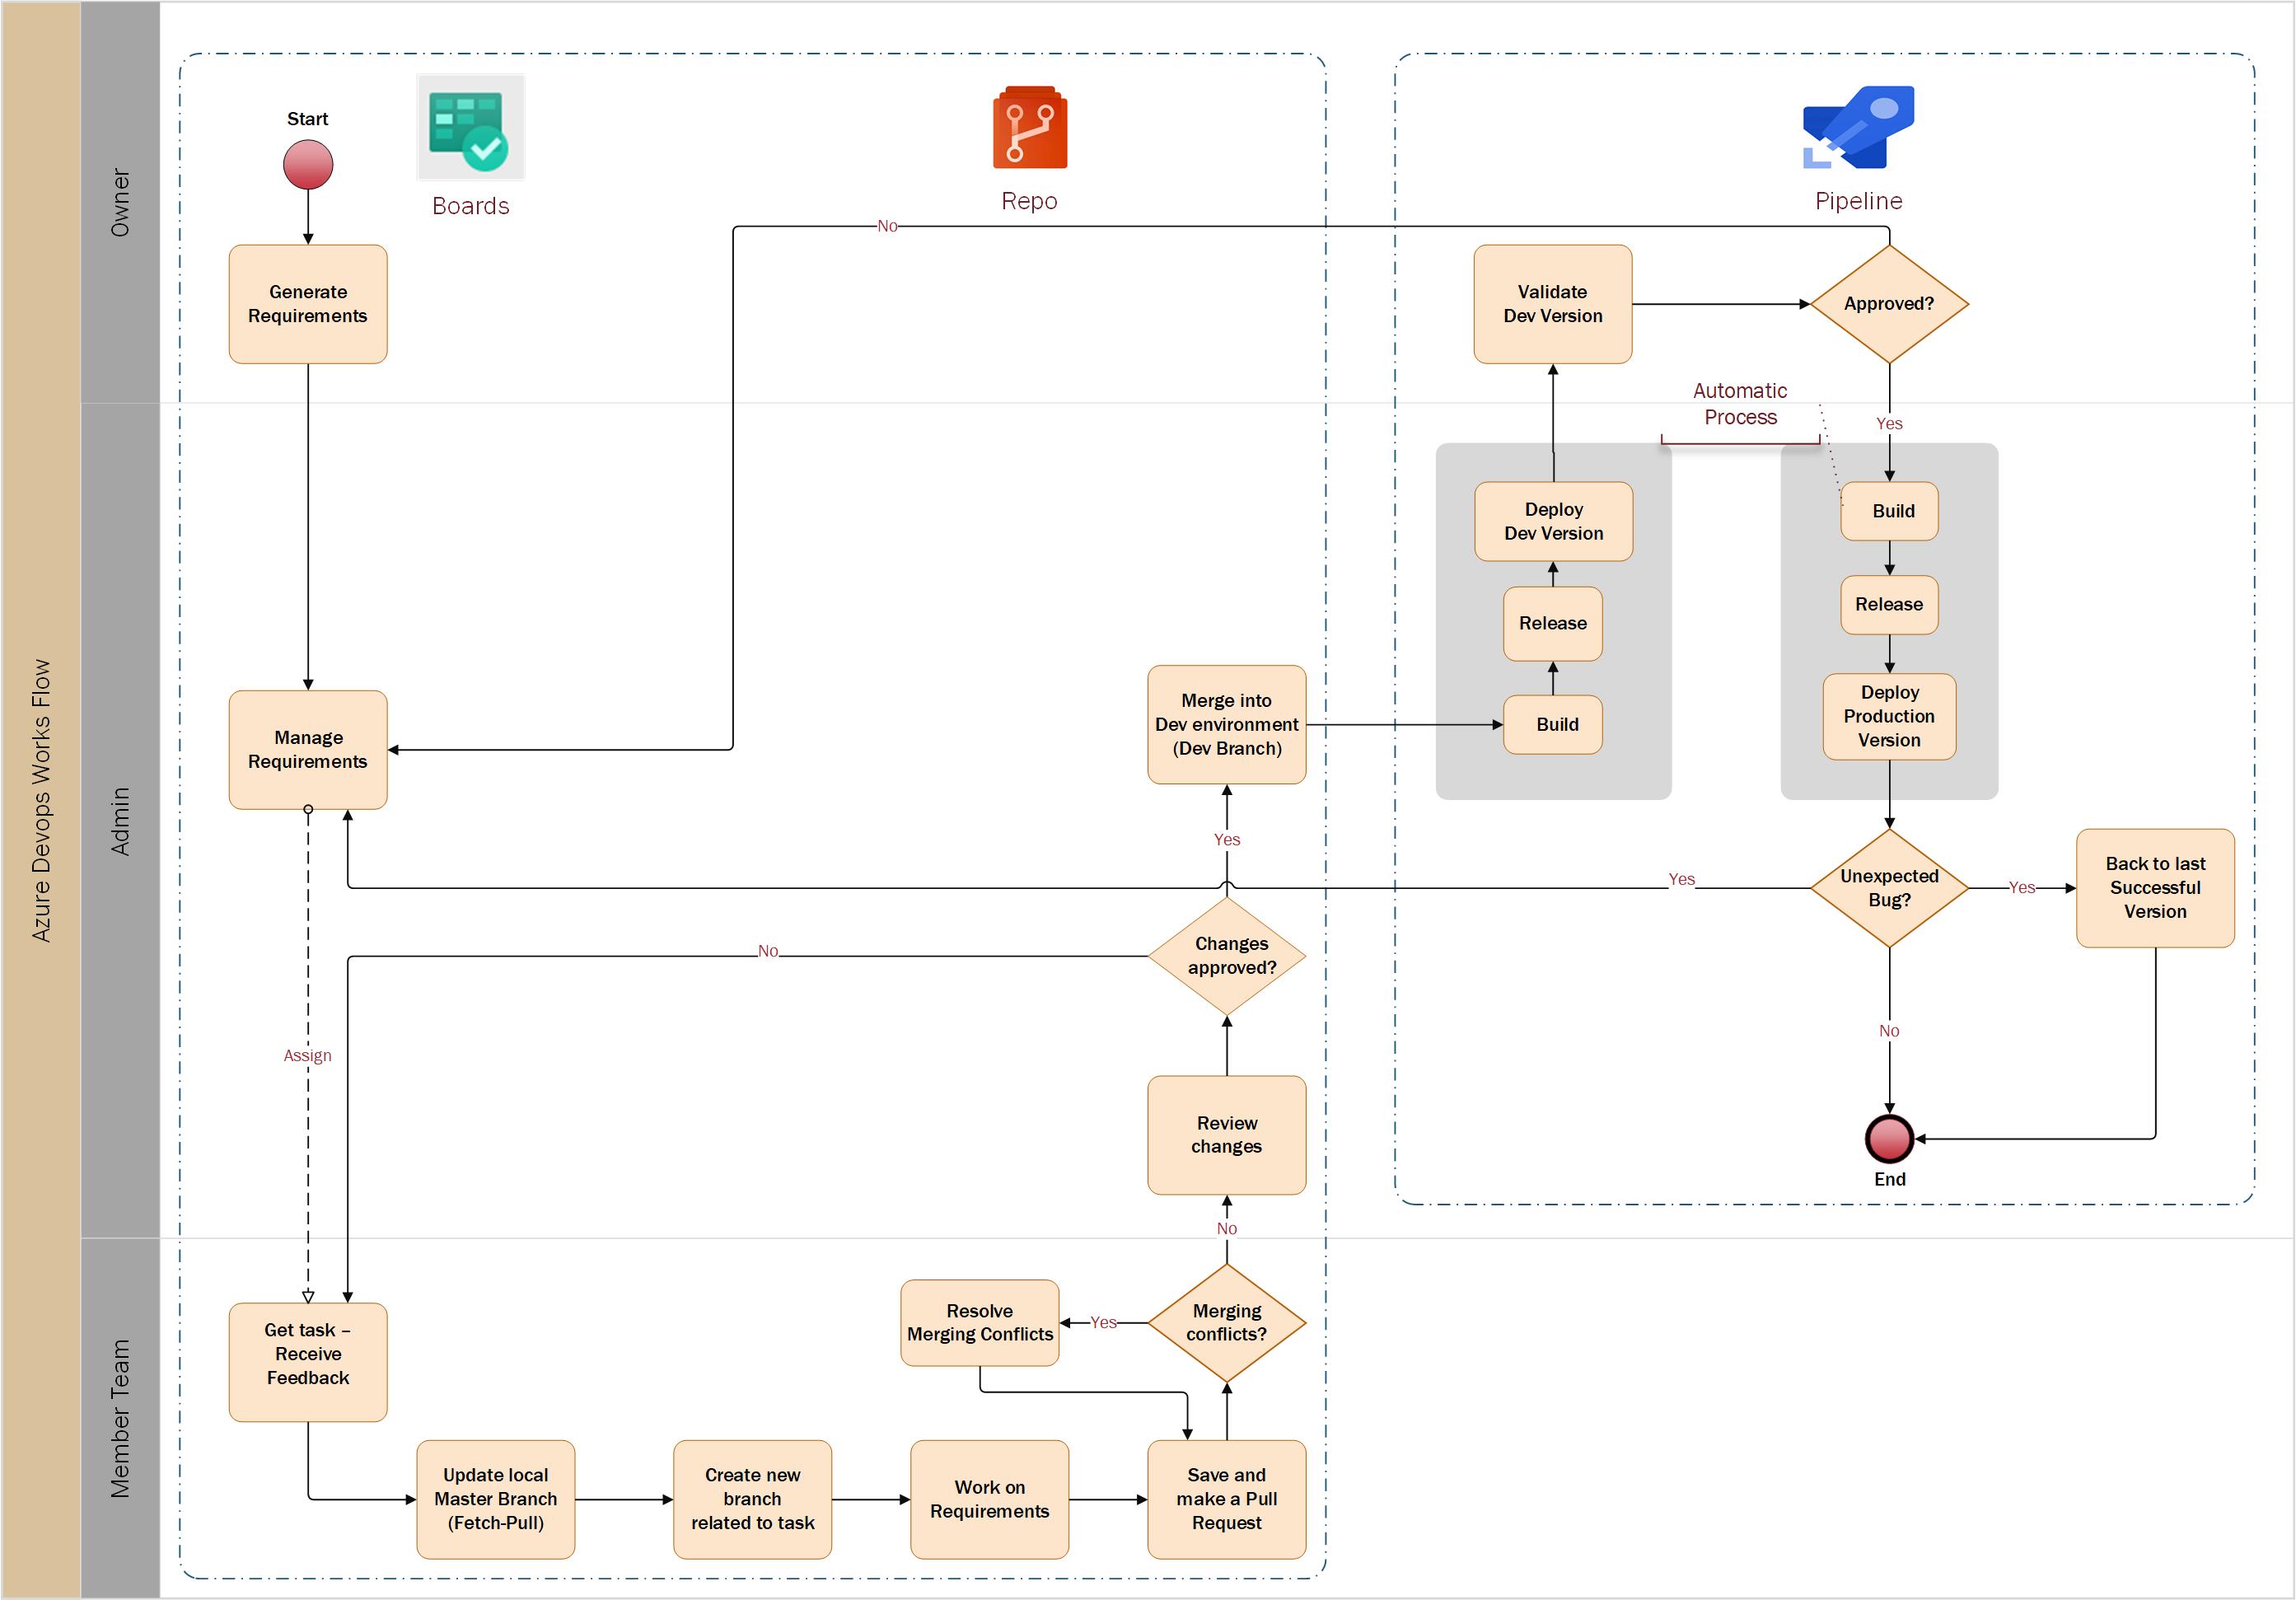 Azure Devops Works Flow
Owner
Admin
Member Team
Start
Boards
Repo
Pipeline
No
Generate
Requirements
Validate
Dev Version
Approved?
Automatic
Process
Yes
Deploy
Dev Version
Build
Release
Release
Merge into
Dev environment
(Dev Branch)
Build
Deploy
Production
Version
Manage
Requirements
Yes
Yes
Unexpected
Bug?
Yes
Back to last
Successful
Version
No
Changes
approved?
No
Assign
Review
changes
End
No
Get task –
Receive
Feedback
Resolve
Merging Conflicts
Yes
Merging
conflicts?
Update local
Master Branch
(Fetch-Pull)
Create new
branch
related to task
Work on
Requirements
Save and
make a Pull
Request